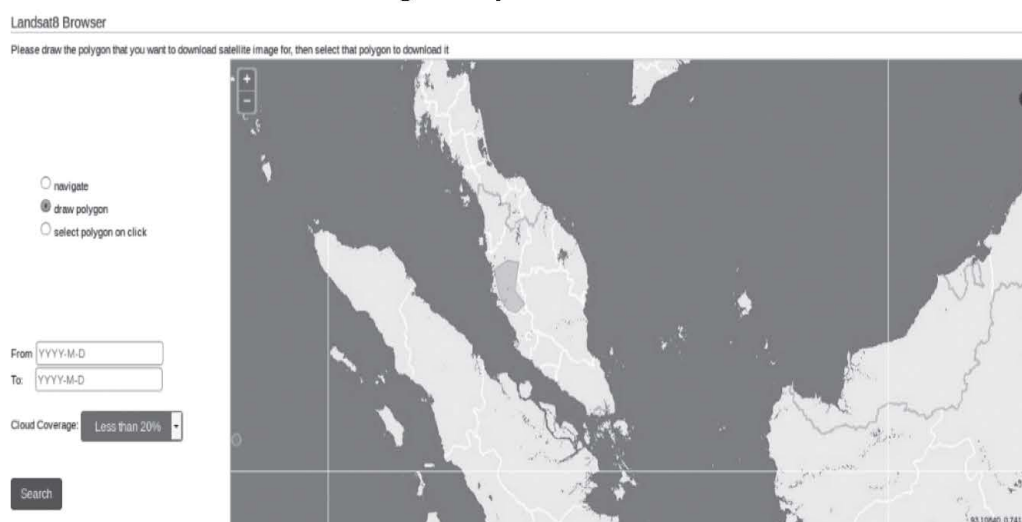 Landsat8 Browser
Please draw the polygon that you want to download satellite image for, then select that polygon to download it
+
−
navigate
draw polygon
select polygon on click
From YYYY-M-D
To: YYYY-M-D
Cloud Coverage: Less than 20%
Search